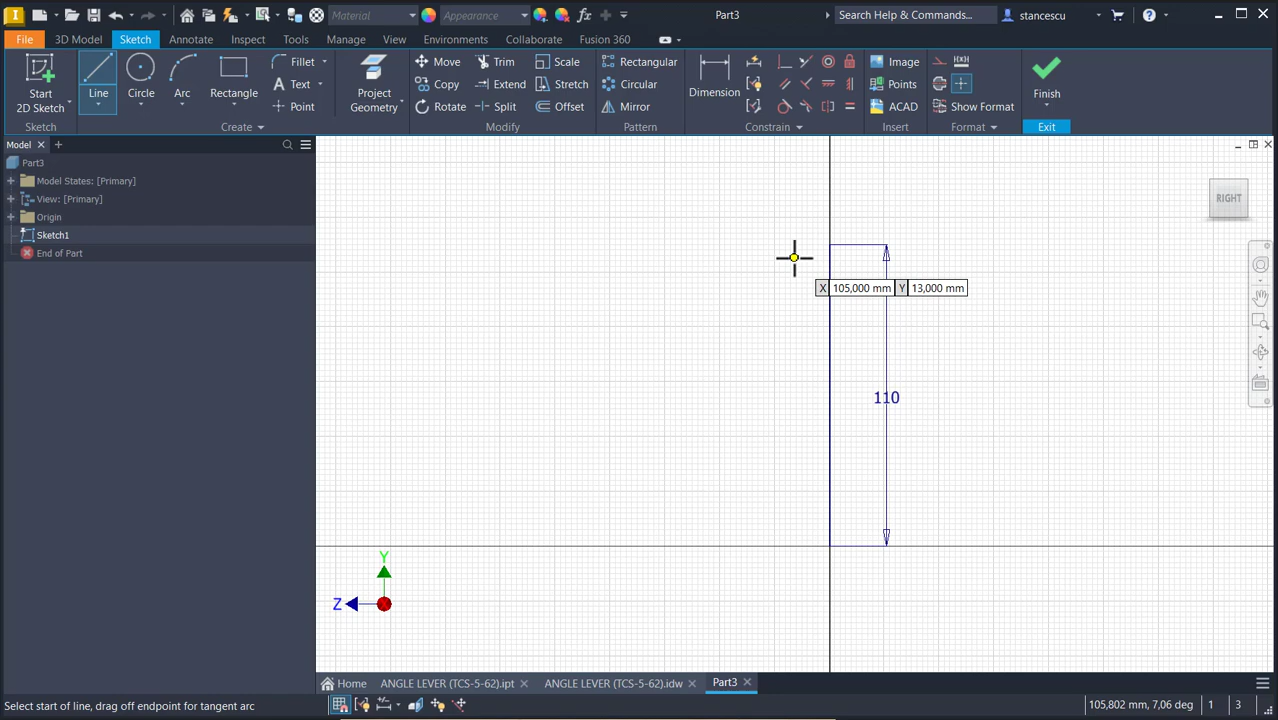 Material
Appearance
Part3
Search Help & Commands...
stancescu
File
3D Model
Sketch
Annotate
Inspect
Tools
Manage
View
Environments
Collaborate
Fusion 360
Start
2D Sketch
Line
Circle
Arc
Rectangle
Fillet
Text
Point
Project
Geometry
Move
Copy
Rotate
Trim
Extend
Split
Scale
Stretch
Offset
Rectangular
Circular
Mirror
Dimension
Image
Points
ACAD
Show Format
Finish
Sketch
Create
Modify
Pattern
Constrain
Insert
Format
Exit
Model
Part3
Model States: [Primary]
View: [Primary]
Origin
Sketch1
End of Part
RIGHT
X 105,000 mm Y 13,000 mm
110
Y
Z
Home
ANGLE LEVER (TCS-5-62).ipt
ANGLE LEVER (TCS-5-62).idw
Part3
Select start of line, drag off endpoint for tangent arc
105,802 mm, 7,06 deg 1 3